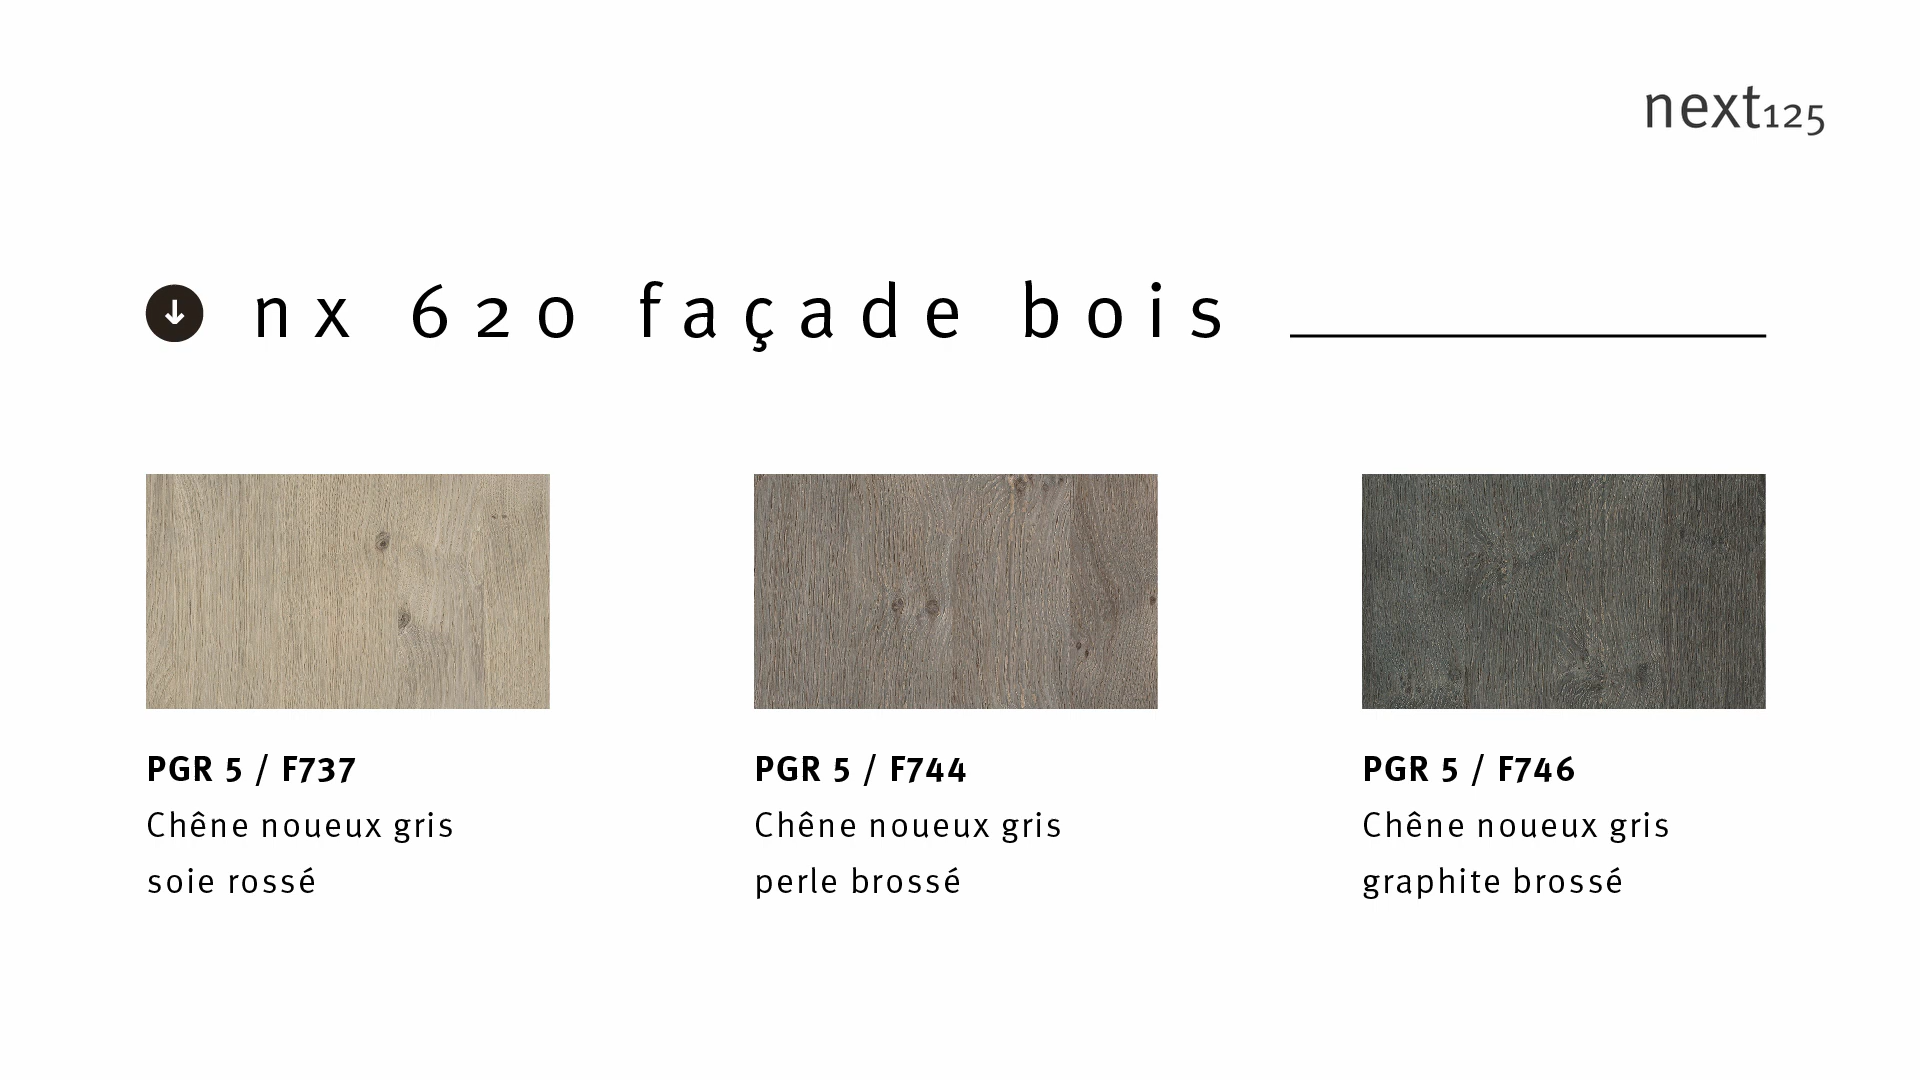 next125
nx 620 façade bois
PGR 5 / F737
Chêne noueux gris
soie rossé
PGR 5 / F744
Chêne noueux gris
perle brossé
PGR 5 / F746
Chêne noueux gris
graphite brossé